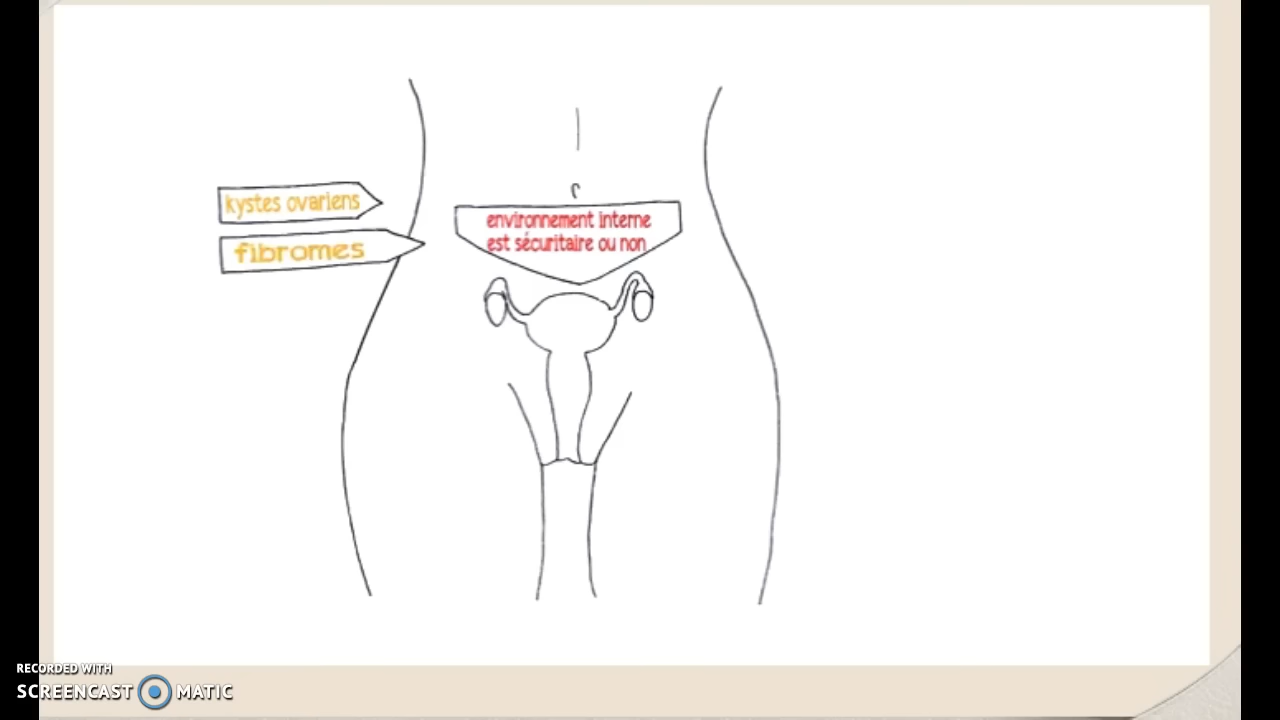 kystes ovariens
fibromes
environnement interne
est sécuritaire ou non
RECORDED WITH
SCREENCAST MATIC